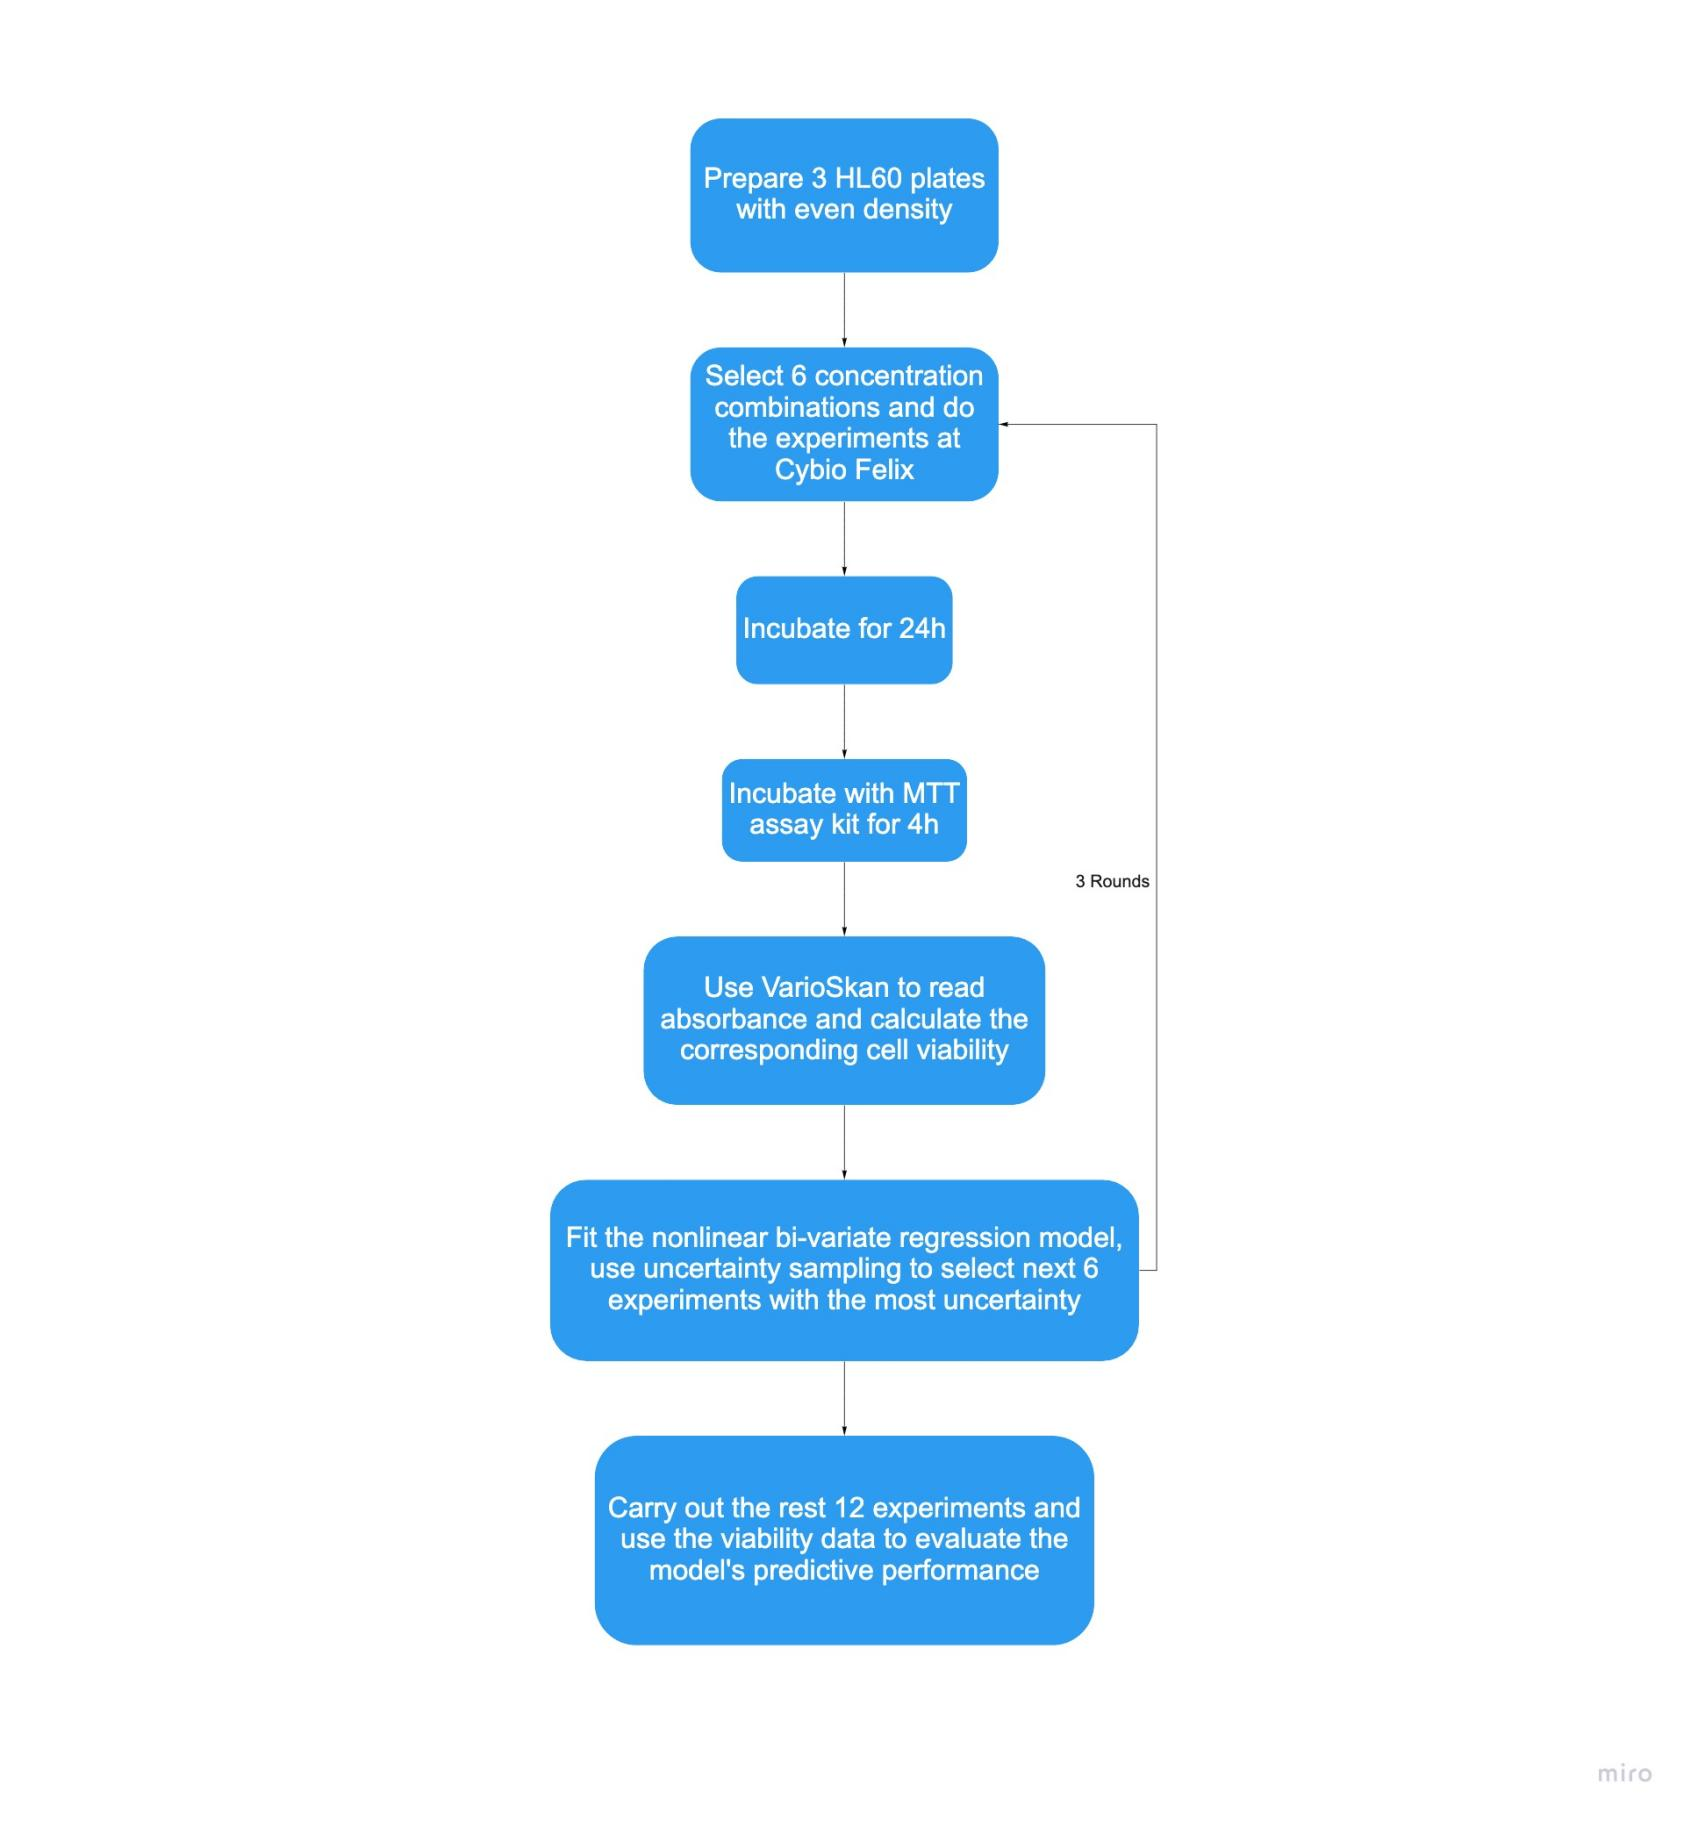 Prepare 3 HL60 plates
with even density
Select 6 concentration
combinations and do
the experiments at
Cybio Felix
Incubate for 24h
Incubate with MTT
assay kit for 4h
3 Rounds
Use VarioSkan to read
absorbance and calculate the
corresponding cell viability
Fit the nonlinear bi-variate regression model,
use uncertainty sampling to select next 6
experiments with the most uncertainty
Carry out the rest 12 experiments and
use the viability data to evaluate the
model's predictive performance
miro